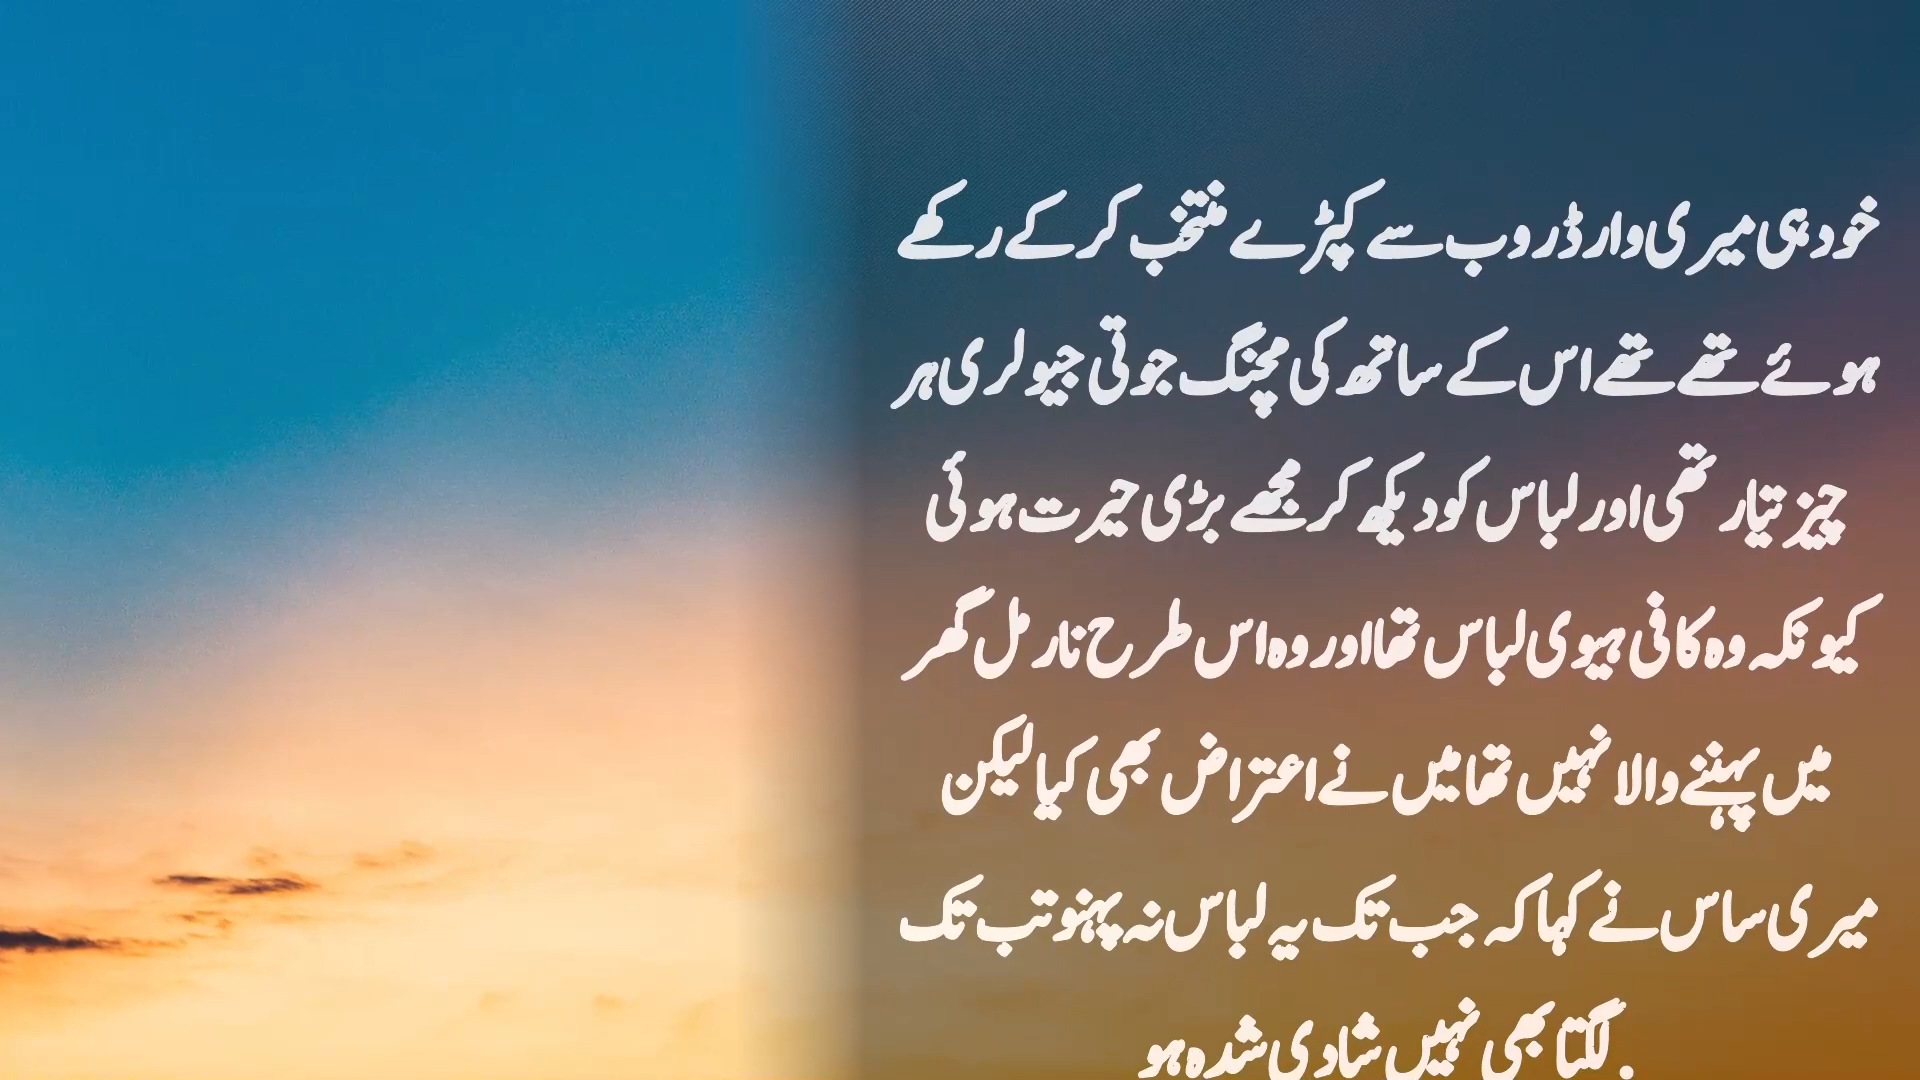 خود ہی میری وارڈروب سے کپڑے منتخب کر کے رکھے
ہوئے تھے تھے اس کے ساتھ کی میچنگ جوتی جیولری ہر
چیز تیار تھی اور لباس کو دیکھ کر مجھے بڑی حیرت ہوئی
کیونکہ وہ کافی ہیوی لباس تھا اور وہ اس طرح نارمل گھر
میں پہننے والا نہیں تھا میں نے اعتراض بھی کیا لیکن
میری ساس نے کہا کہ جب تک یہ لباس نہ پہنو تب تک
لگتا بھی نہیں شادی شدہ ہو.